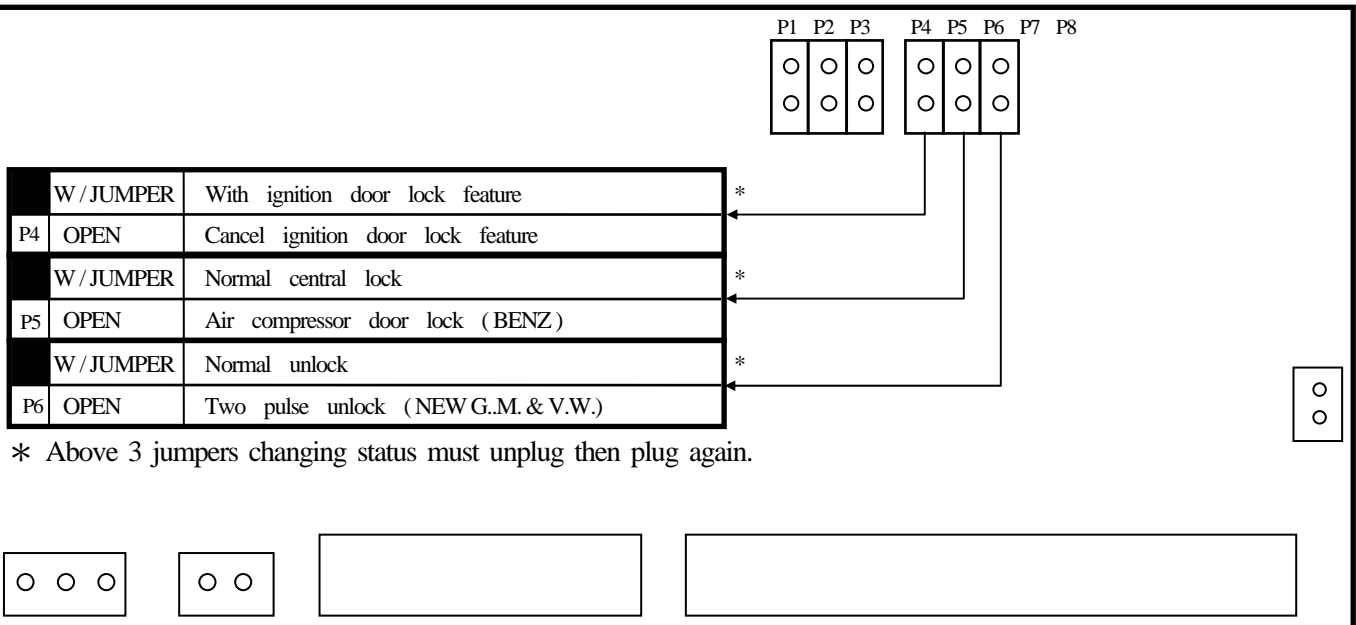 P1 P2 P3 P4 P5 P6 P7 P8
W/JUMPER With ignition door lock feature *
P4 OPEN Cancel ignition door lock feature
W/JUMPER Normal central lock *
P5 OPEN Air compressor door lock (BENZ)
W/JUMPER Normal unlock *
P6 OPEN Two pulse unlock (NEW G..M. & V.W.)
* Above 3 jumpers changing status must unplug then plug again.